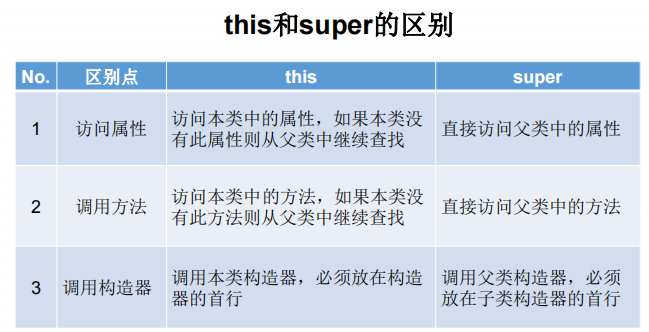 this和super的区别
No. 区别点 this super
1 访问属性 访问本类中的属性，如果本类没有此属性则从父类中继续查找 直接访问父类中的属性
2 调用方法 访问本类中的方法，如果本类没有此方法则从父类中继续查找 直接访问父类中的方法
3 调用构造器 调用本类构造器，必须放在构造器的首行 调用父类构造器，必须放在子类构造器的首行